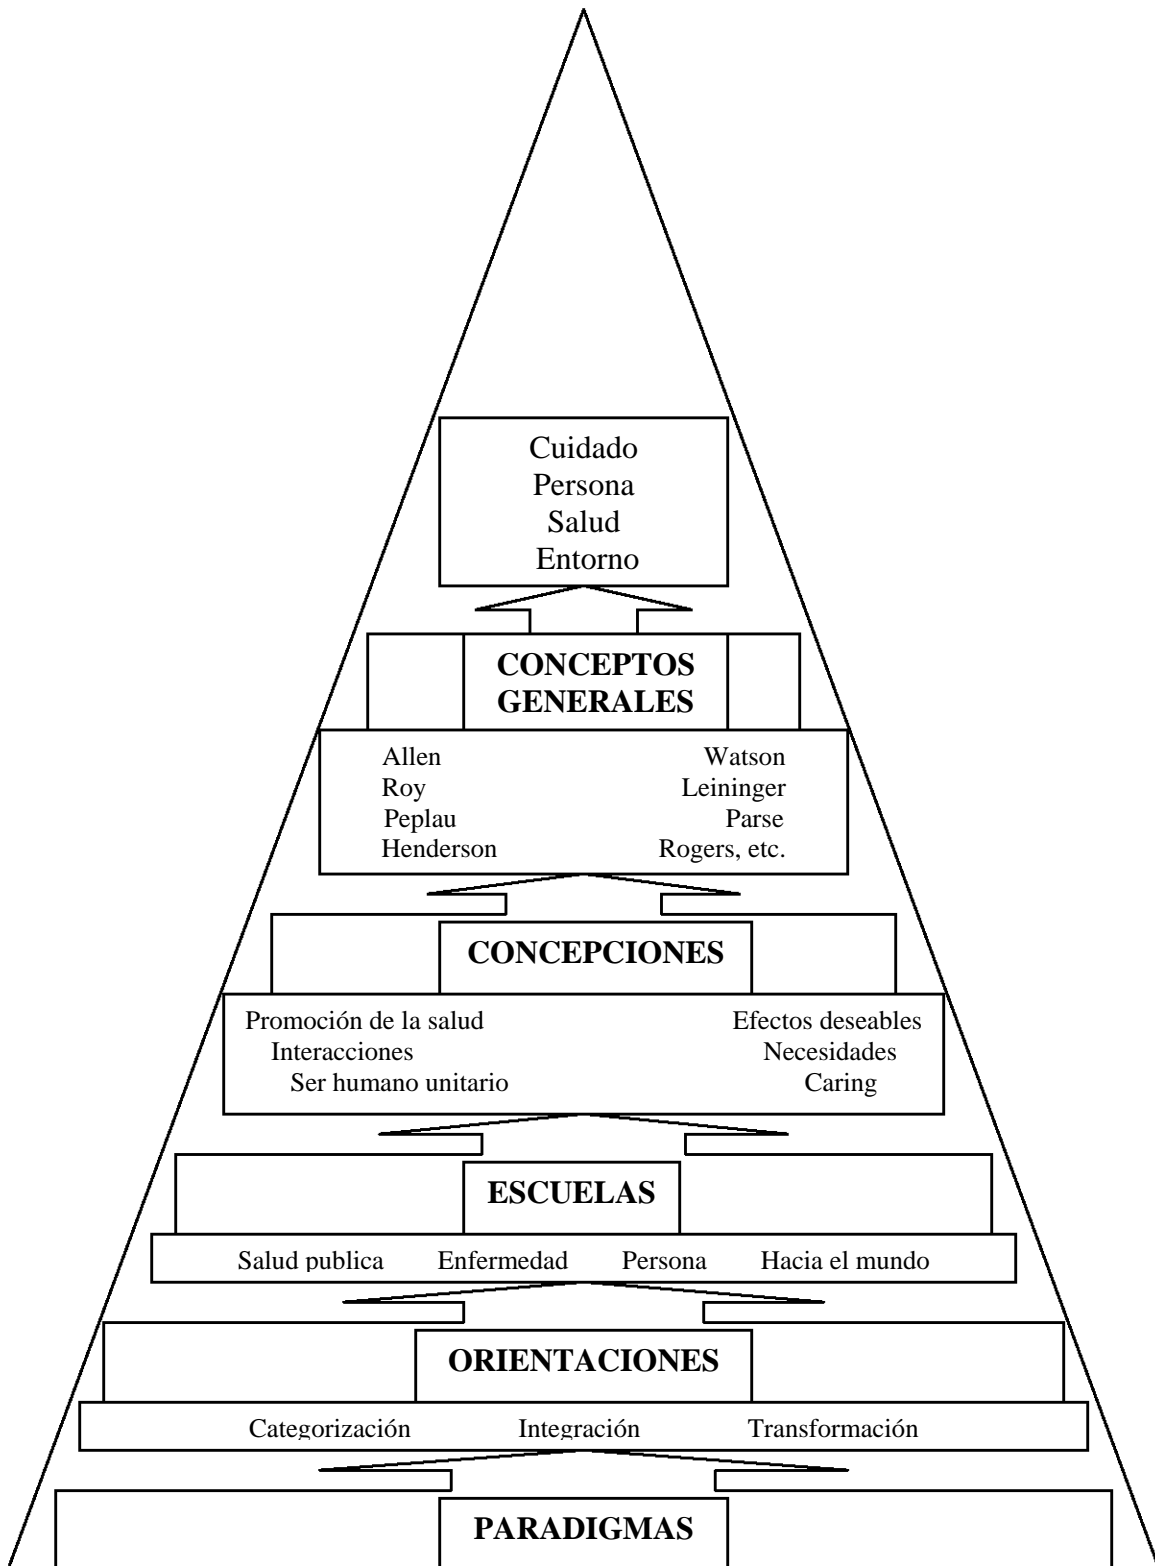 Cuidado
Persona
Salud
Entorno
CONCEPTOS
GENERALES
Allen Watson
Roy Leininger
Peplau Parse
Henderson Rogers, etc.
CONCEPCIONES
Promoción de la salud Efectos deseables
Interacciones Necesidades
Ser humano unitario Caring
ESCUELAS
Salud publica Enfermedad Persona Hacia el mundo
ORIENTACIONES
Categorización Integración Transformación
PARADIGMAS